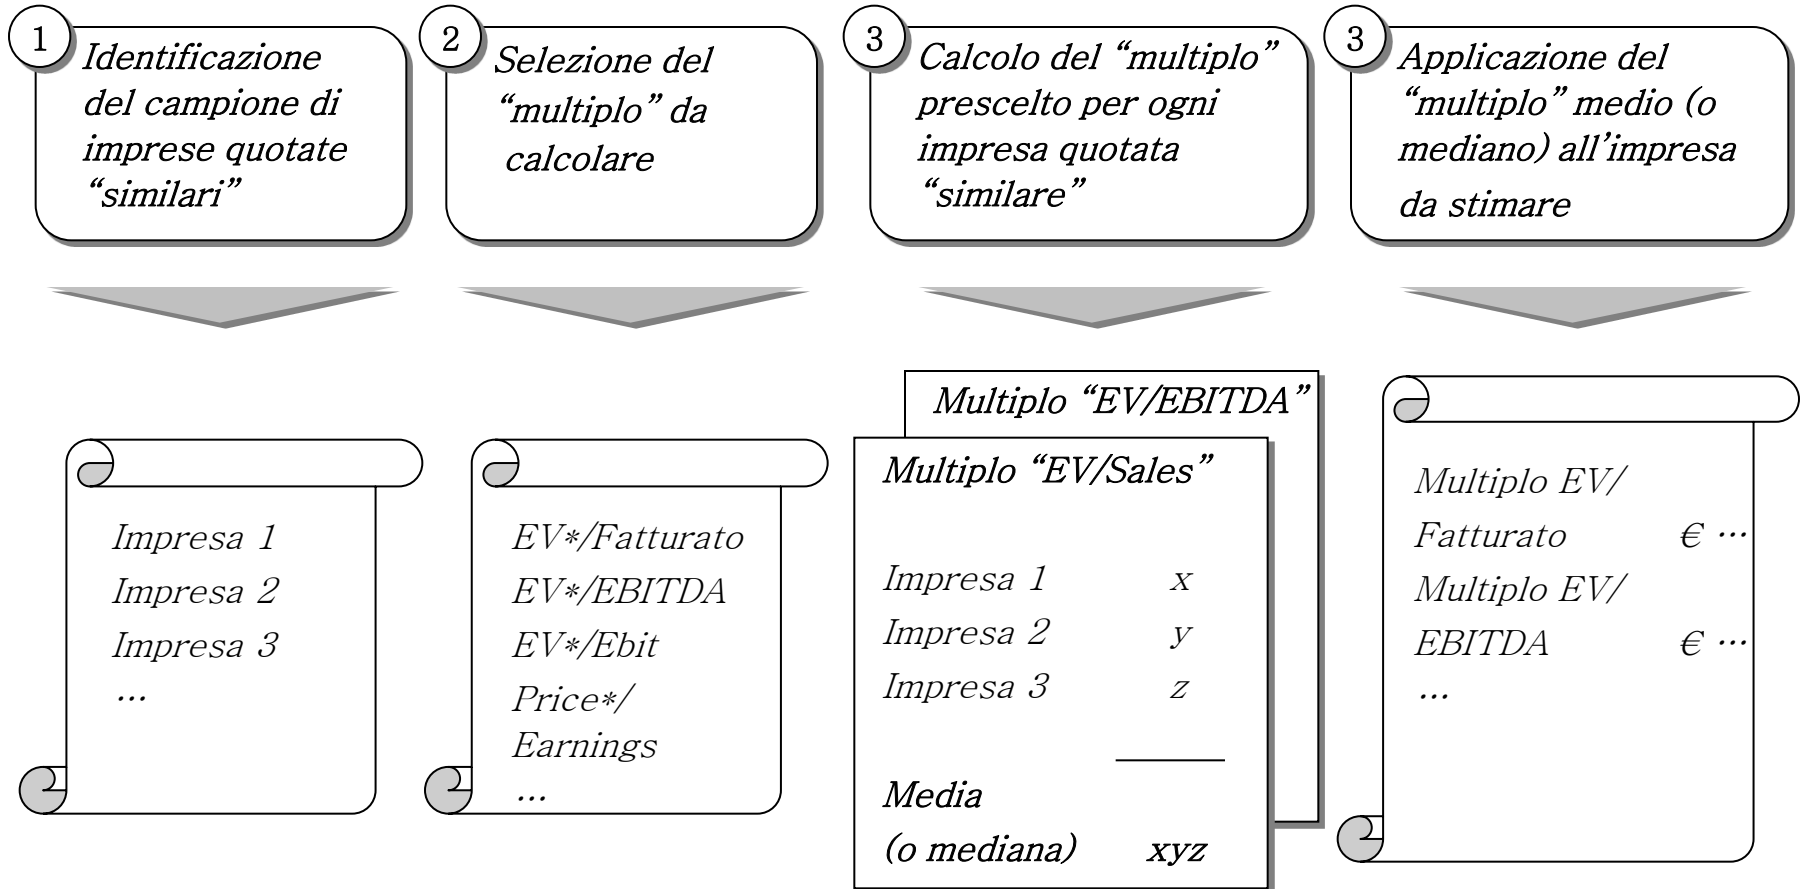 1
Identificazione
del campione di
imprese quotate
“similari”
2
Selezione del
“multiplo” da
calcolare
3
Calcolo del “multiplo”
prescelto per ogni
impresa quotata
“similare”
3
Applicazione del
“multiplo” medio (o
mediano) all’impresa
da stimare
Impresa 1
Impresa 2
Impresa 3
…
EV*/Fatturato
EV*/EBITDA
EV*/Ebit
Price*/
Earnings
…
Multiplo “EV/EBITDA”
Multiplo “EV/Sales”
Impresa 1 x
Impresa 2 y
Impresa 3 z
Media
(o mediana) xyz
Multiplo EV/
Fatturato € …
Multiplo EV/
EBITDA € …
…